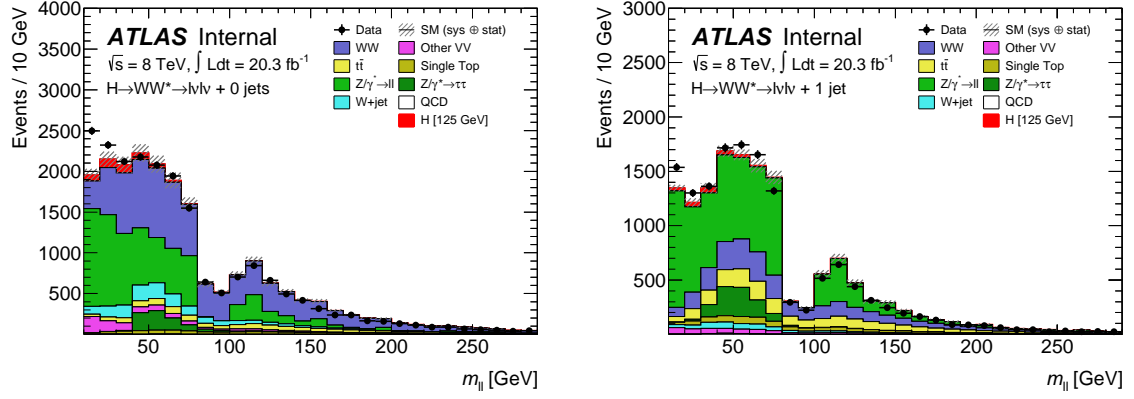 Events / 10 GeV
4000
3500
3000
2500
2000
1500
1000
500
ATLAS Internal
√s = 8 TeV, ∫ Ldt = 20.3 fb⁻¹
H→WW*→lνlν + 0 jets
Data
SM (sys ⊕ stat)
WW
Other VV
tt̄
Single Top
Z/γ*→ll
Z/γ*→ττ
W+jet
QCD
H [125 GeV]
50 100 150 200 250
m_ll [GeV]
Events / 10 GeV
3000
2500
2000
1500
1000
500
ATLAS Internal
√s = 8 TeV, ∫ Ldt = 20.3 fb⁻¹
H→WW*→lνlν + 1 jet
Data
SM (sys ⊕ stat)
WW
Other VV
tt̄
Single Top
Z/γ*→ll
Z/γ*→ττ
W+jet
QCD
H [125 GeV]
50 100 150 200 250
m_ll [GeV]